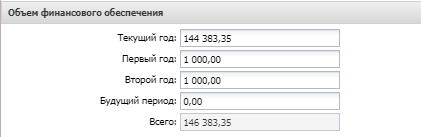 Объем финансового обеспечения
Текущий год: 144 383,35
Первый год: 1 000,00
Второй год: 1 000,00
Будущий период: 0,00
Всего: 146 383,35